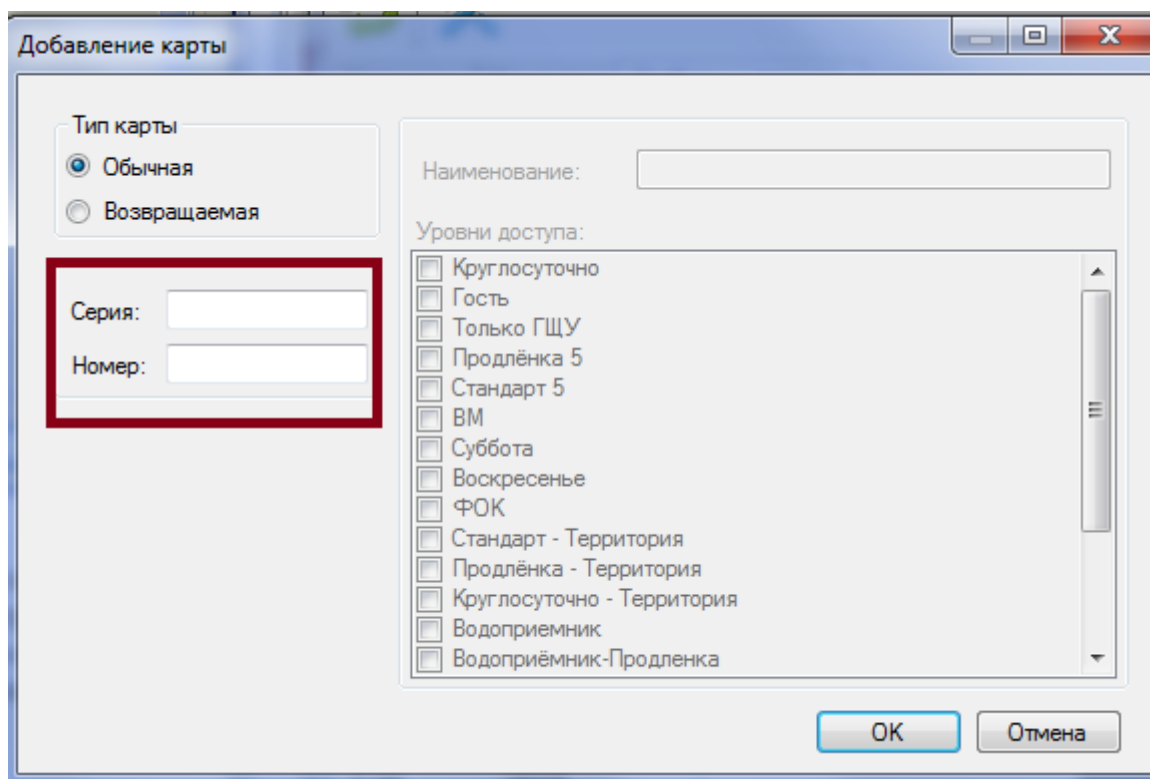 Добавление карты
Тип карты
Обычная
Возвращаемая
Серия:
Номер:
Наименование:
Уровни доступа:
Круглосуточно
Гость
Только ГЩУ
Продлёнка 5
Стандарт 5
ВМ
Суббота
Воскресенье
ФОК
Стандарт - Территория
Продлёнка - Территория
Круглосуточно - Территория
Водоприемник
Водоприёмник-Продленка
OK
Отмена